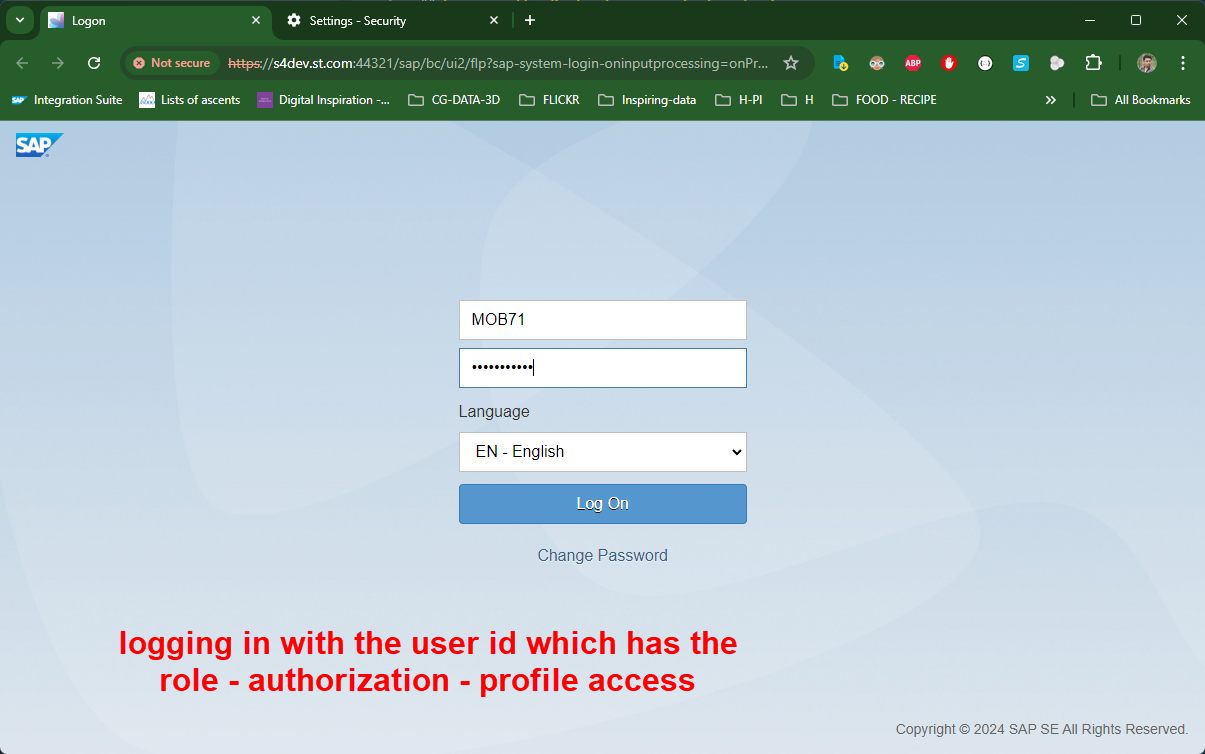 Logon
Settings - Security
Not secure
https://s4dev.st.com:44321/sap/bc/ui2/flp?sap-system-login-oninputprocessing=onPr...
ABP
S
SAP
Integration Suite
Lists of ascents
Digital Inspiration -...
CG-DATA-3D
FLICKR
Inspiring-data
H-PI
H
FOOD - RECIPE
All Bookmarks
SAP
MOB71
Language
EN - English
Log On
Change Password
logging in with the user id which has the
role - authorization - profile access
Copyright © 2024 SAP SE All Rights Reserved.